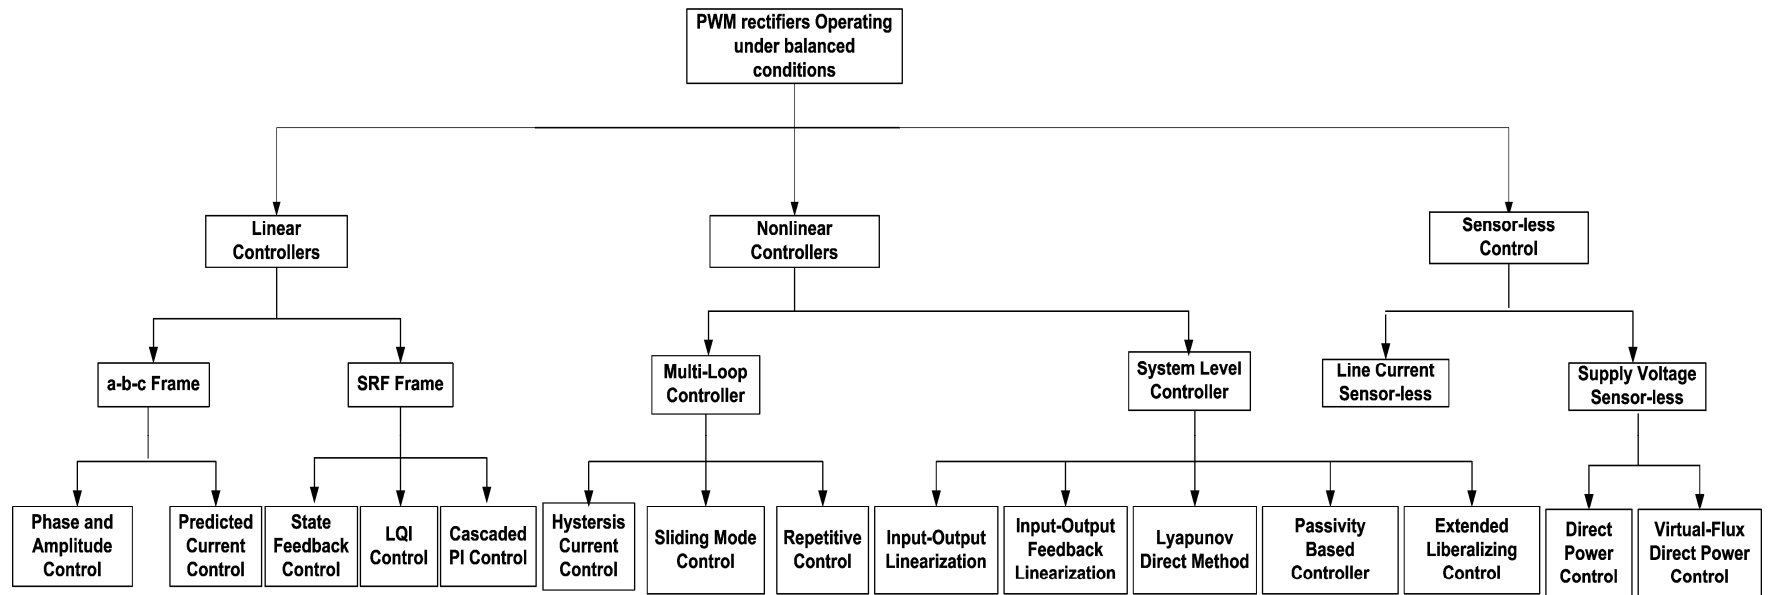 PWM rectifiers Operating
under balanced
conditions
Linear
Controllers
Nonlinear
Controllers
Sensor-less
Control
a-b-c Frame
SRF Frame
Multi-Loop
Controller
System Level
Controller
Line Current
Sensor-less
Supply Voltage
Sensor-less
Phase and
Amplitude
Control
Predicted
Current
Control
State
Feedback
Control
LQI
Control
Cascaded
PI Control
Hystersis
Current
Control
Sliding Mode
Control
Repetitive
Control
Input-Output
Linearization
Input-Output
Feedback
Linearization
Lyapunov
Direct Method
Passivity
Based
Controller
Extended
Liberalizing
Control
Direct
Power
Control
Virtual-Flux
Direct Power
Control